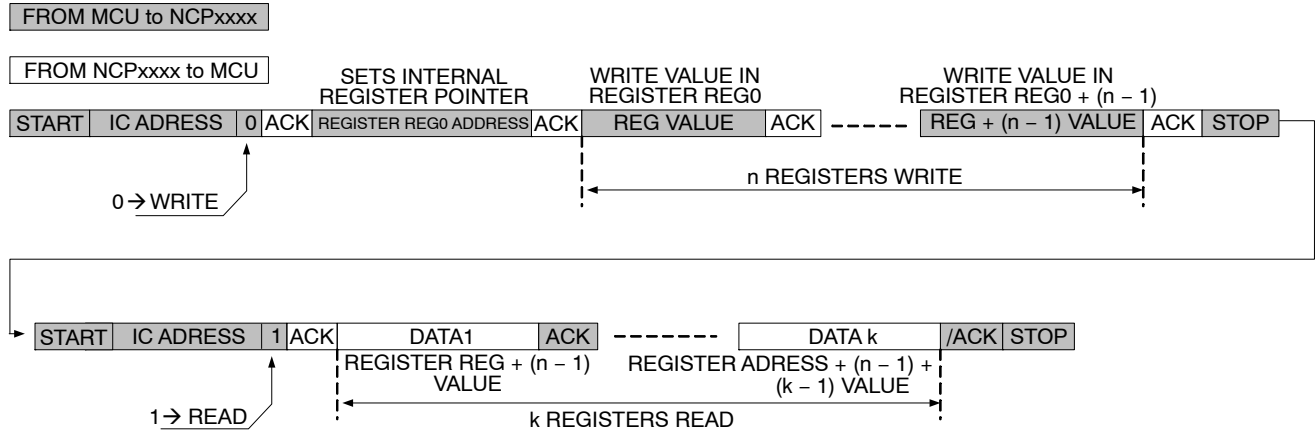 FROM MCU to NCPxxxx
FROM NCPxxxx to MCU
SETS INTERNAL
REGISTER POINTER
WRITE VALUE IN
REGISTER REG0
WRITE VALUE IN
REGISTER REG0 + (n − 1)
START IC ADRESS 0 ACK REGISTER REG0 ADDRESS ACK REG VALUE ACK REG + (n − 1) VALUE ACK STOP
n REGISTERS WRITE
0 → WRITE
START IC ADRESS 1 ACK DATA1 ACK DATA k /ACK STOP
REGISTER REG + (n − 1)
VALUE
REGISTER ADRESS + (n − 1) +
(k − 1) VALUE
1 → READ
k REGISTERS READ